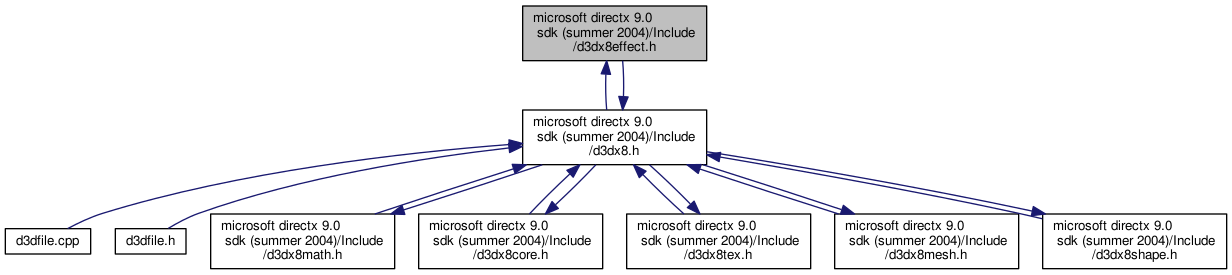 microsoft directx 9.0
sdk (summer 2004)/Include
/d3dx8effect.h
microsoft directx 9.0
sdk (summer 2004)/Include
/d3dx8.h
d3dfile.cpp
d3dfile.h
microsoft directx 9.0
sdk (summer 2004)/Include
/d3dx8math.h
microsoft directx 9.0
sdk (summer 2004)/Include
/d3dx8core.h
microsoft directx 9.0
sdk (summer 2004)/Include
/d3dx8tex.h
microsoft directx 9.0
sdk (summer 2004)/Include
/d3dx8mesh.h
microsoft directx 9.0
sdk (summer 2004)/Include
/d3dx8shape.h